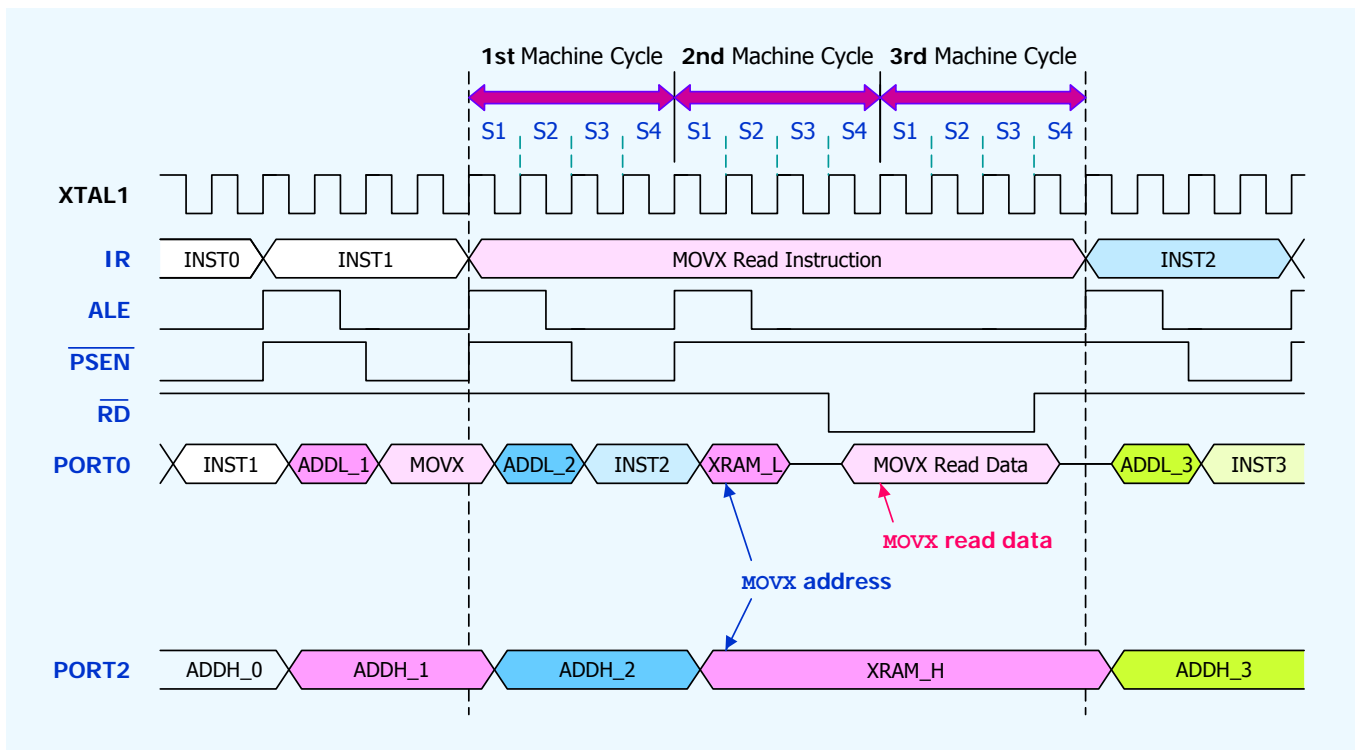 1st Machine Cycle 2nd Machine Cycle 3rd Machine Cycle
S1 S2 S3 S4 S1 S2 S3 S4 S1 S2 S3 S4
XTAL1
IR INST0 INST1 MOVX Read Instruction INST2
ALE
PSEN
RD
PORT0 INST1 ADDL_1 MOVX ADDL_2 INST2 XRAM_L MOVX Read Data ADDL_3 INST3
MOVX read data
MOVX address
PORT2 ADDH_0 ADDH_1 ADDH_2 XRAM_H ADDH_3